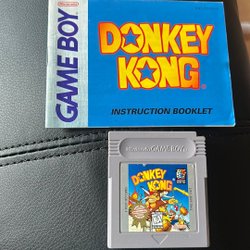 Nintendo
GAME BOY
DONKEY
KONG
INSTRUCTION BOOKLET
Nintendo GAME BOY
DONKEY
KONG